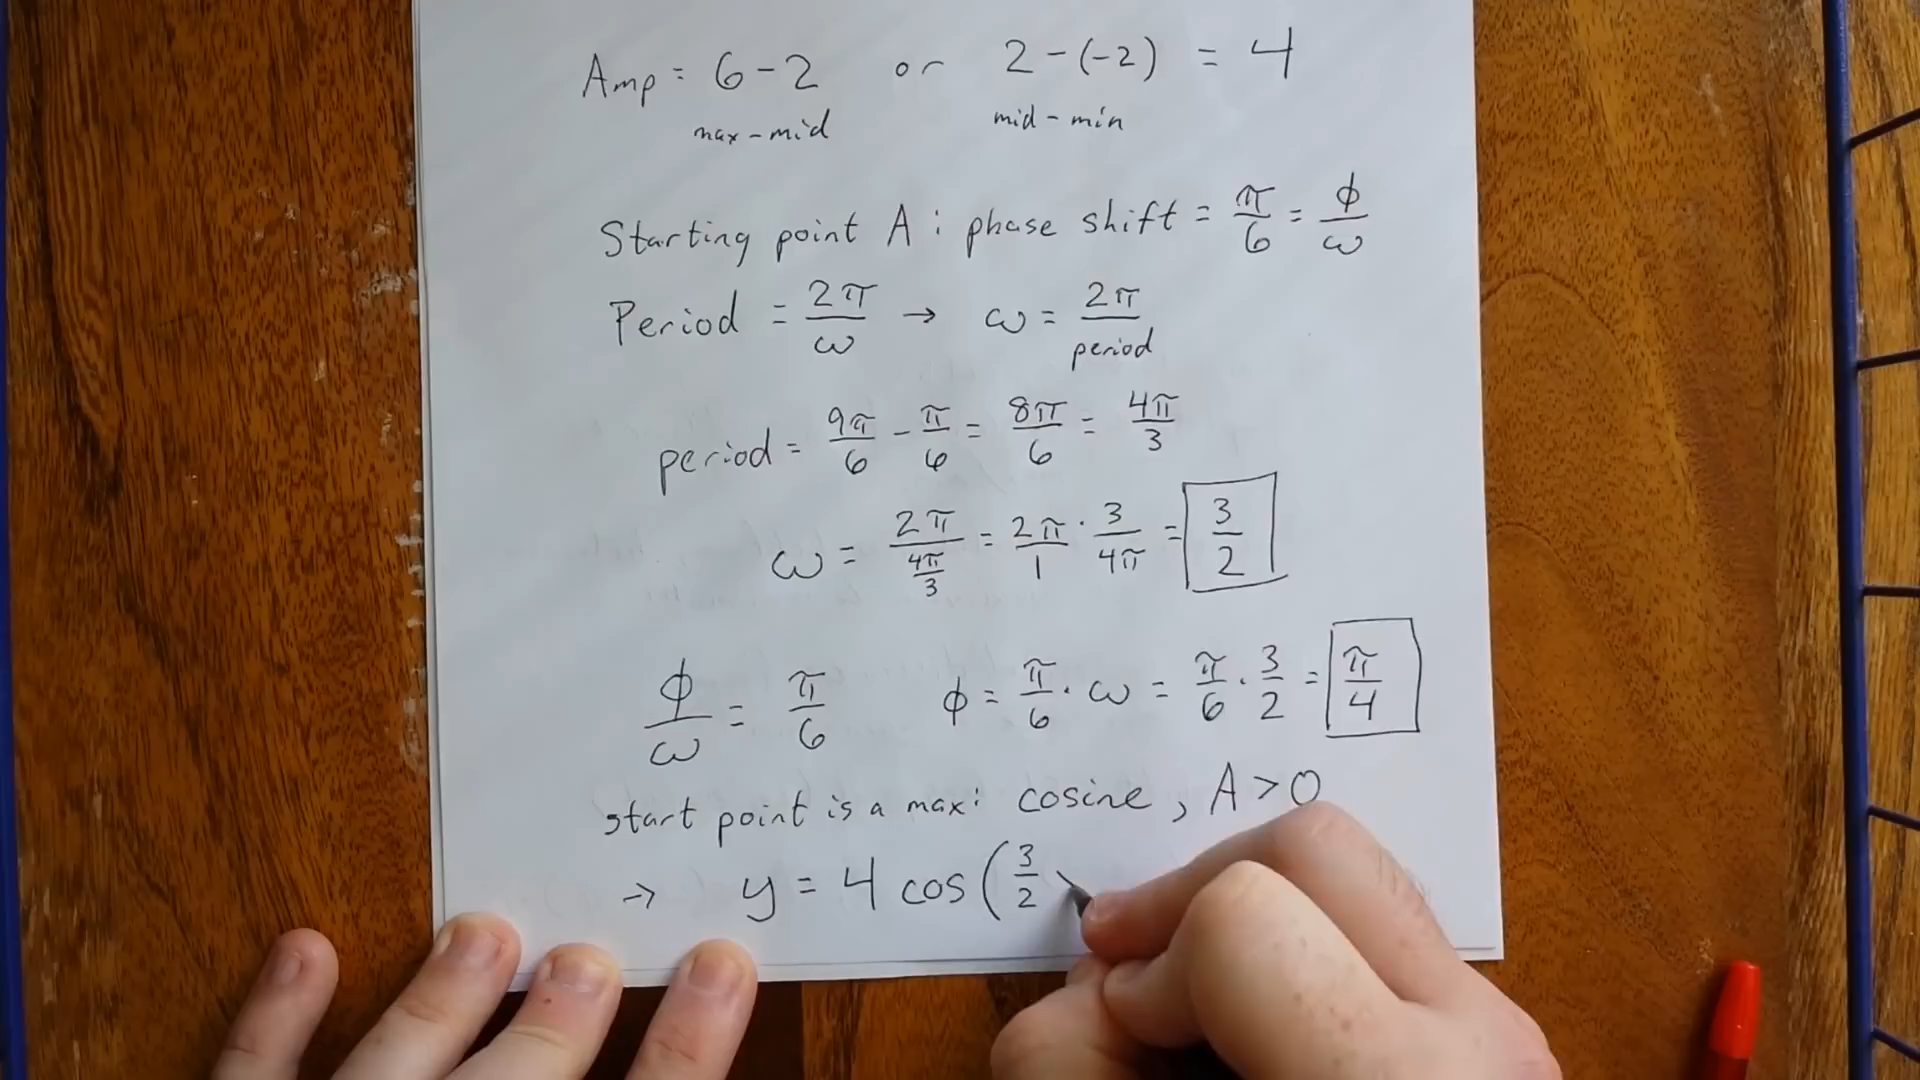 Amp = 6 - 2 or 2 - (-2) = 4
max - mid mid - min
Starting point A : phase shift = π/6 = ϕ/ω
Period = 2π/ω → ω = 2π/period
period = 9π/6 - π/6 = 8π/6 = 4π/3
ω = 2π/(4π/3) = 2π/1 · 3/4π = 3/2
ϕ/ω = π/6 ϕ = π/6 · ω = π/6 · 3/2 = π/4
start point is a max: cosine, A > 0
→ y = 4 cos (3/2